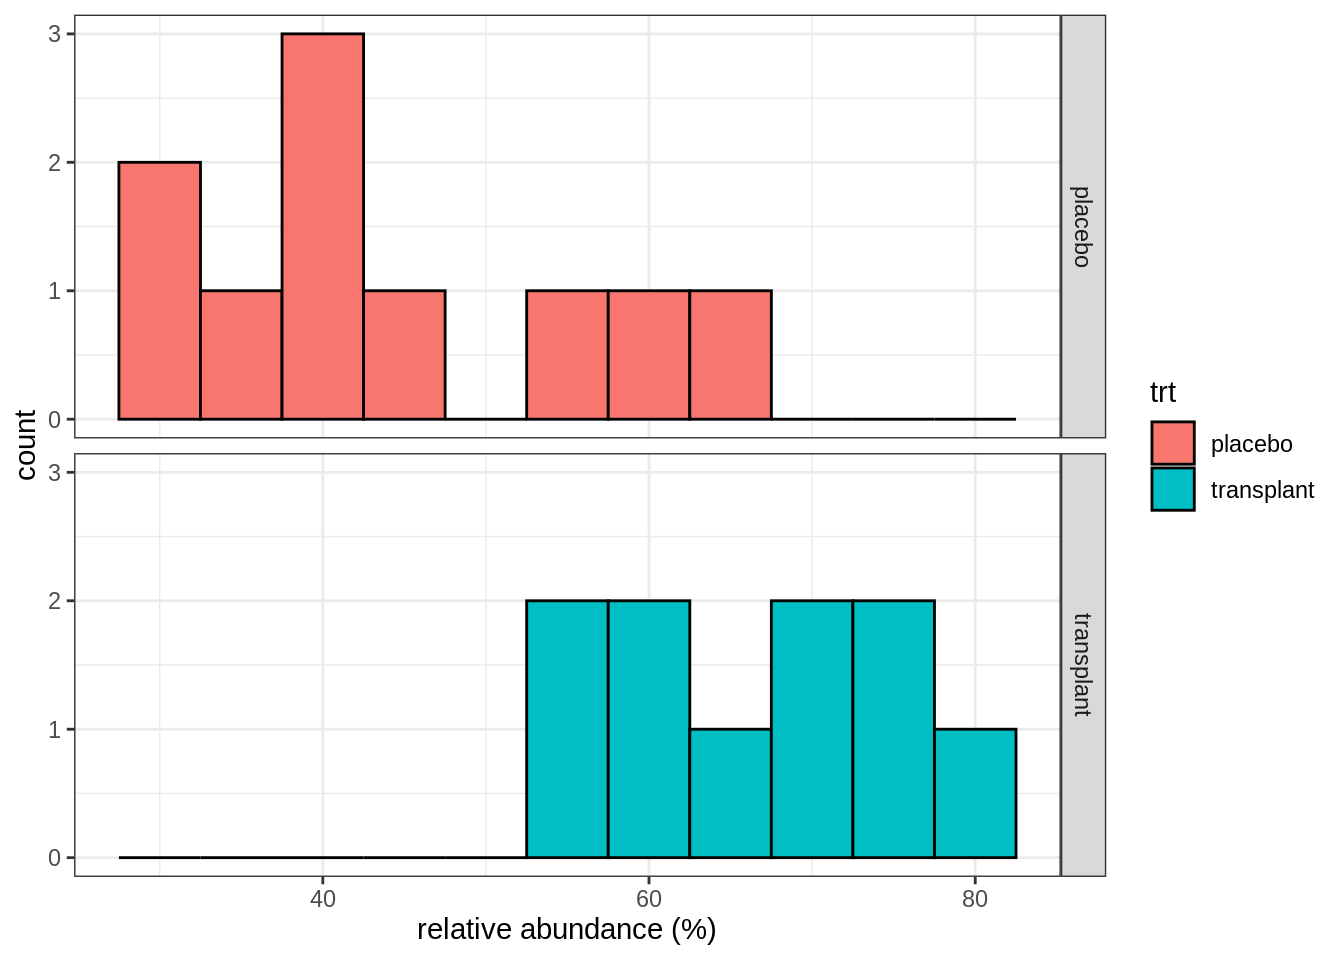 3
2
1
0
placebo
count
3
2
1
0
transplant
40
60
80
relative abundance (%)
trt
placebo
transplant